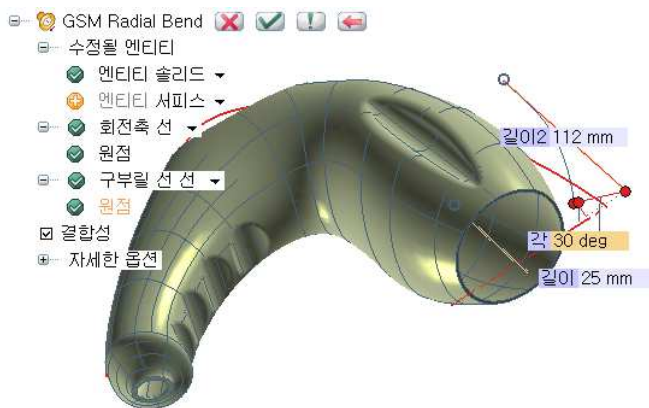 GSM Radial Bend
수정될 엔티티
엔티티 솔리드
엔티티 서피스
회전축 선
원점
구부릴 선 선
원점
결합성
자세한 옵션
길이2 112 mm
각 30 deg
길이 25 mm